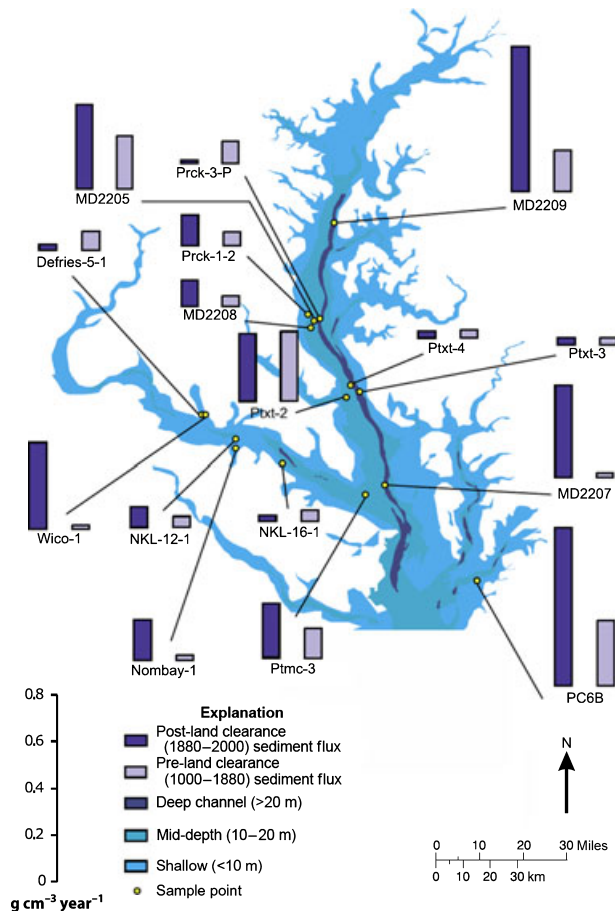 Prck-3-P
MD2205
MD2209
Defries-5-1
Prck-1-2
MD2208
Ptxt-4
Ptxt-3
Ptxt-2
MD2207
Wico-1
NKL-12-1
NKL-16-1
Nombay-1
Ptmc-3
PC6B
0,8
0,6
0,4
0,2
0
g cm⁻³ year⁻¹
Explanation
Post-land clearance
(1880–2000) sediment flux
Pre-land clearance
(1000–1880) sediment flux
Deep channel (>20 m)
Mid-depth (10–20 m)
Shallow (<10 m)
Sample point
N
0 10 20 30 Miles
0 10 20 30 km